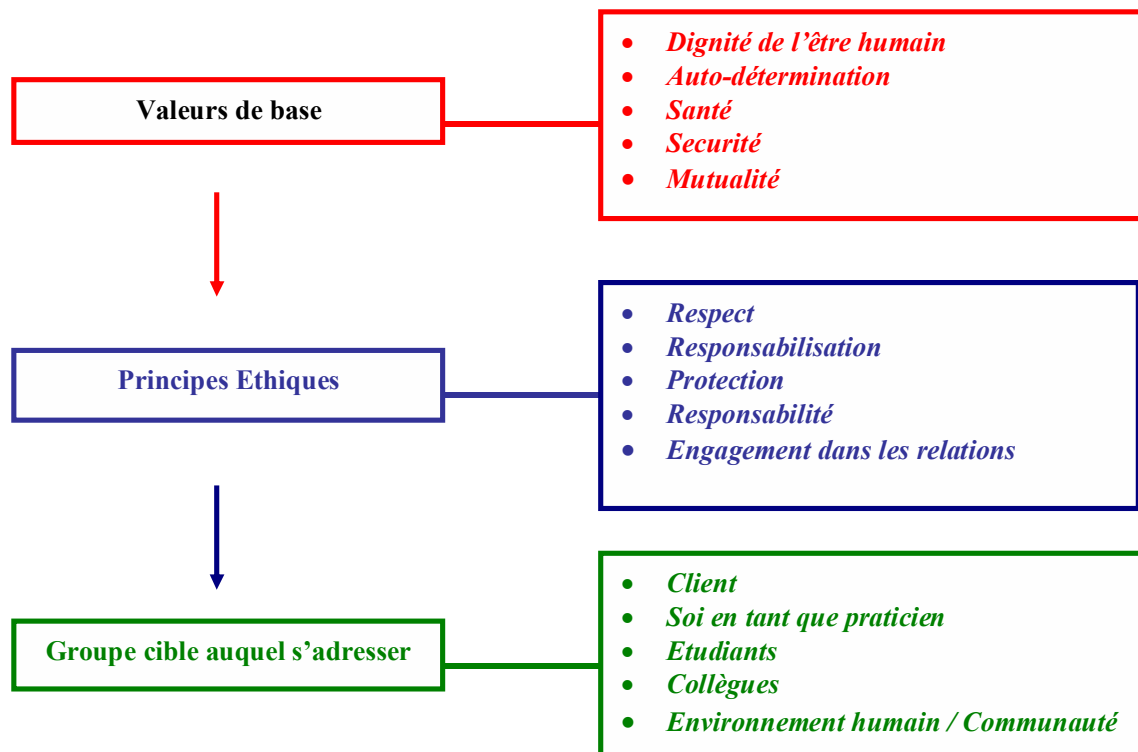 Valeurs de base
• Dignité de l’être humain
• Auto-détermination
• Santé
• Securité
• Mutualité
Principes Ethiques
• Respect
• Responsabilisation
• Protection
• Responsabilité
• Engagement dans les relations
Groupe cible auquel s’adresser
• Client
• Soi en tant que praticien
• Etudiants
• Collègues
• Environnement humain / Communauté